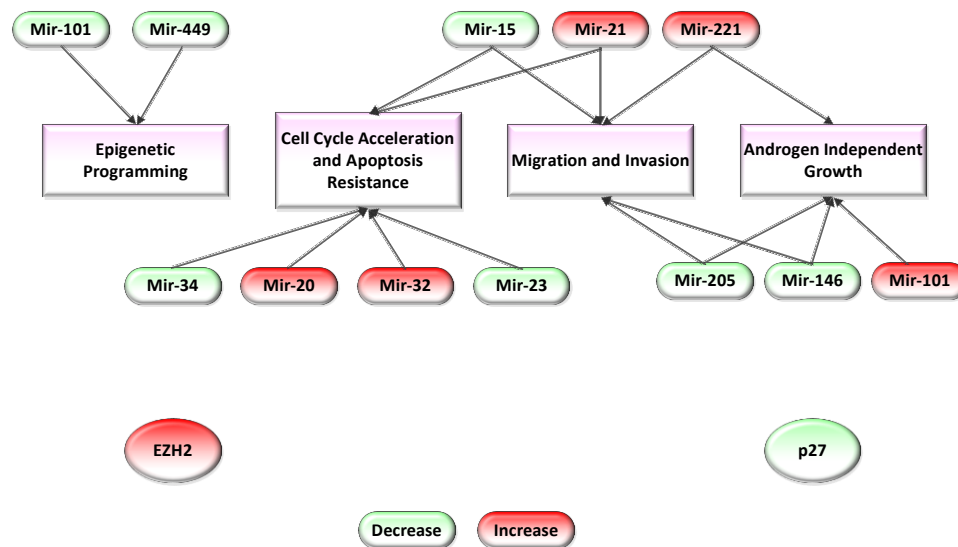 Mir-101
Mir-449
Mir-15
Mir-21
Mir-221
Epigenetic
Programming
Cell Cycle Acceleration
and Apoptosis
Resistance
Migration and Invasion
Androgen Independent
Growth
Mir-34
Mir-20
Mir-32
Mir-23
Mir-205
Mir-146
Mir-101
EZH2
p27
Decrease
Increase